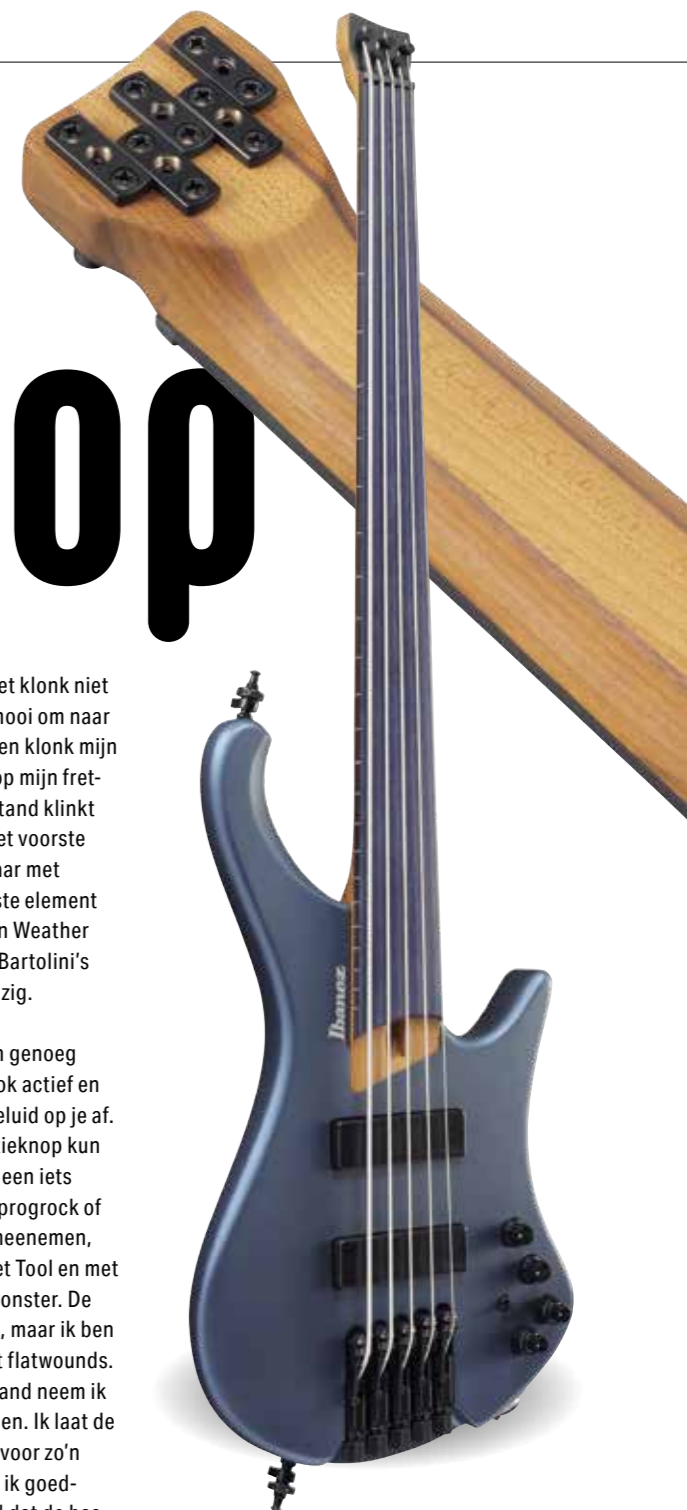 op
et klonk niet
nooi om naar
en klonk mijn
op mijn fret-
tand klinkt
et voorste
ar met
ste element
n Weather
Bartolini's
zig.
n genoeg
ok actief en
eluid op je af.
tieknop kun
een iets
progrock of
neenemen,
et Tool en met
onster. De
, maar ik ben
t flatwounds.
and neem ik
en. Ik laat de
voor zo'n
ik goed-
Ibanez